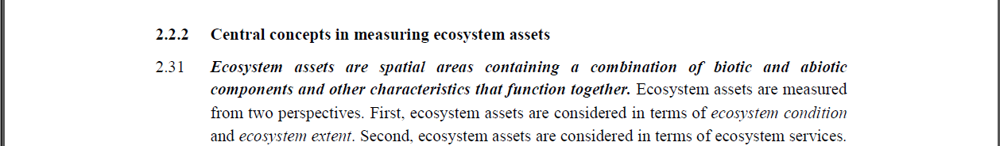 2.2.2 Central concepts in measuring ecosystem assets
2.31 Ecosystem assets are spatial areas containing a combination of biotic and abiotic
components and other characteristics that function together. Ecosystem assets are measured
from two perspectives. First, ecosystem assets are considered in terms of ecosystem condition
and ecosystem extent. Second, ecosystem assets are considered in terms of ecosystem services.